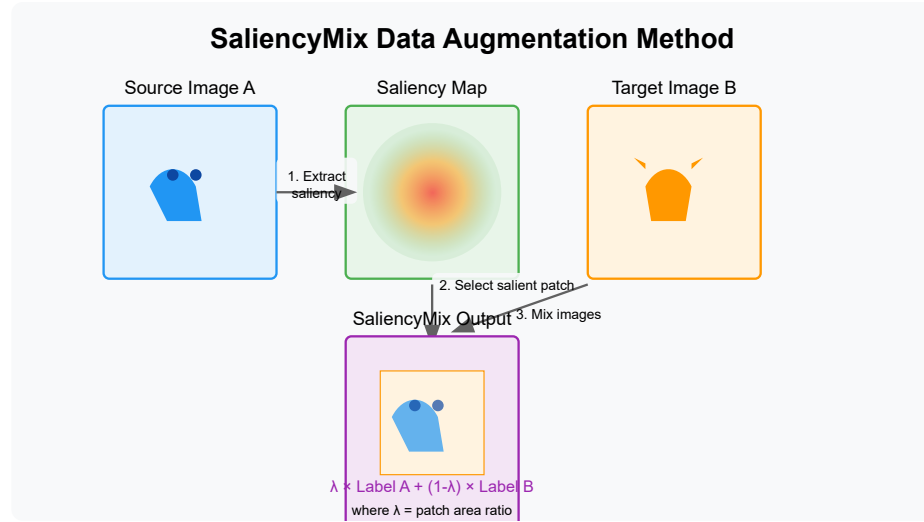 SaliencyMix Data Augmentation Method
Source Image A
Saliency Map
Target Image B
1. Extract
saliency
2. Select salient patch
3. Mix images
SaliencyMix Output
λ × Label A + (1-λ) × Label B
where λ = patch area ratio